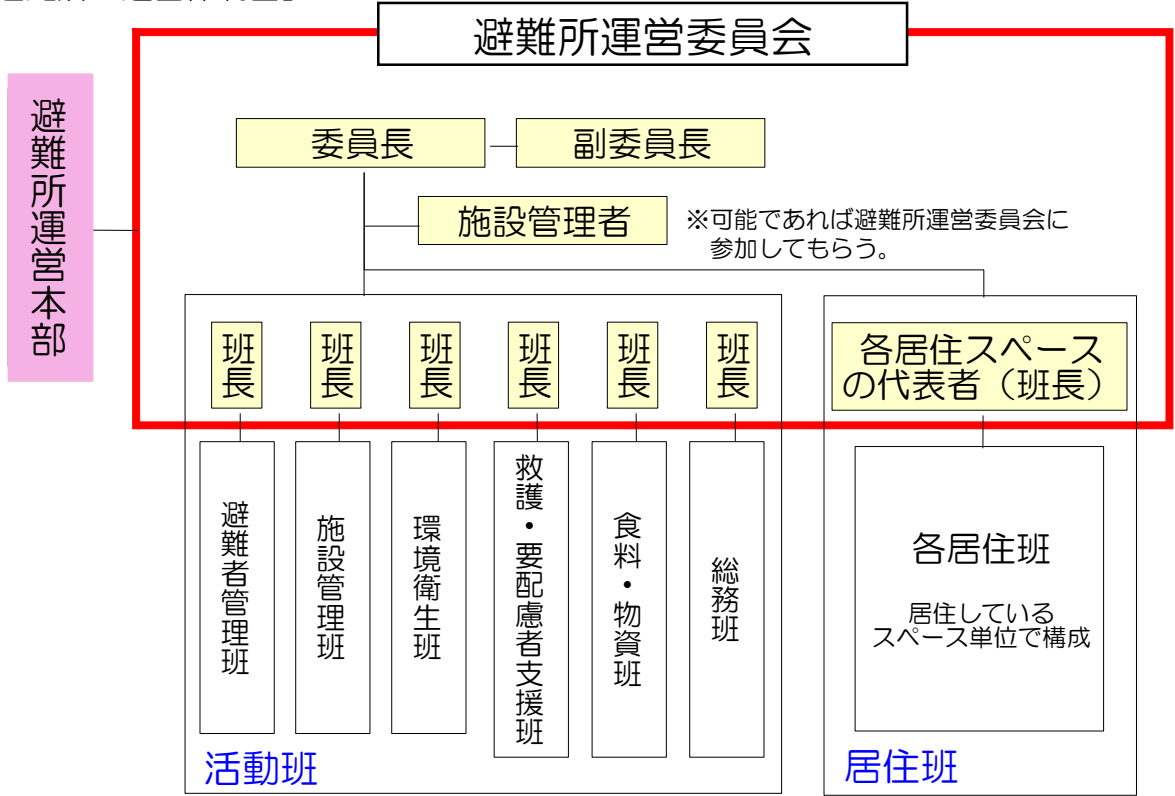 避難所運営委員会
避難所運営本部
委員長
副委員長
施設管理者
※可能であれば避難所運営委員会に
参加してもらう。
班長
班長
班長
班長
班長
班長
各居住スペース
の代表者（班長）
避難者管理班
施設管理班
環境衛生班
救護・要配慮者支援班
食料・物資班
総務班
各居住班
居住している
スペース単位で構成
活動班
居住班